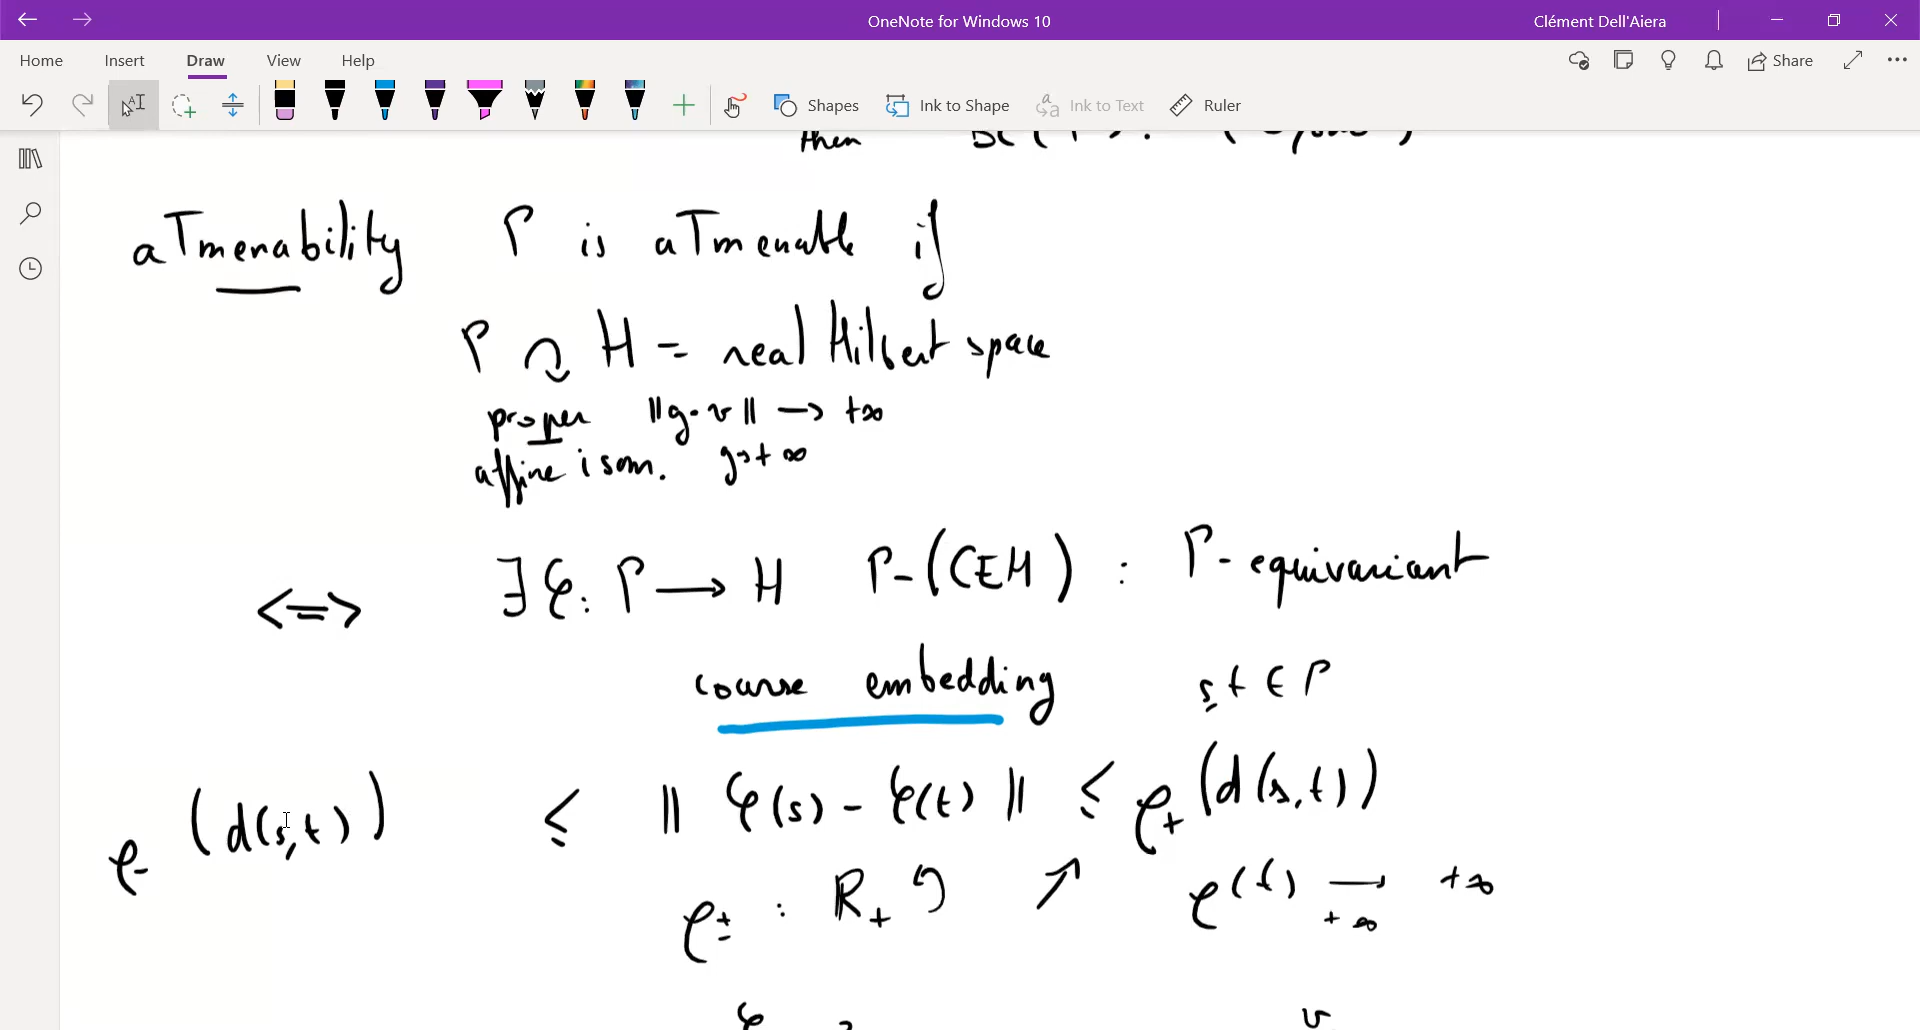 OneNote for Windows 10
Clément Dell'Aiera
Home Insert Draw View Help
Share
Shapes Ink to Shape Ink to Text Ruler
then
aTmenability Γ is aTmenable if
Γ ↷ H = real Hilbert space
proper ‖g·v‖ → +∞
affine isom. g→+∞
<=> ∃ φ: Γ → H Γ-(CEH) : Γ-equivariant
coarse embedding s t ∈ Γ
ρ- (d(s,t)) ≤ ‖ φ(s) - φ(t) ‖ ≤ ρ+ (d(s,t))
ρ± : R+ ↺ ↗ ρ(t) → +∞
+∞